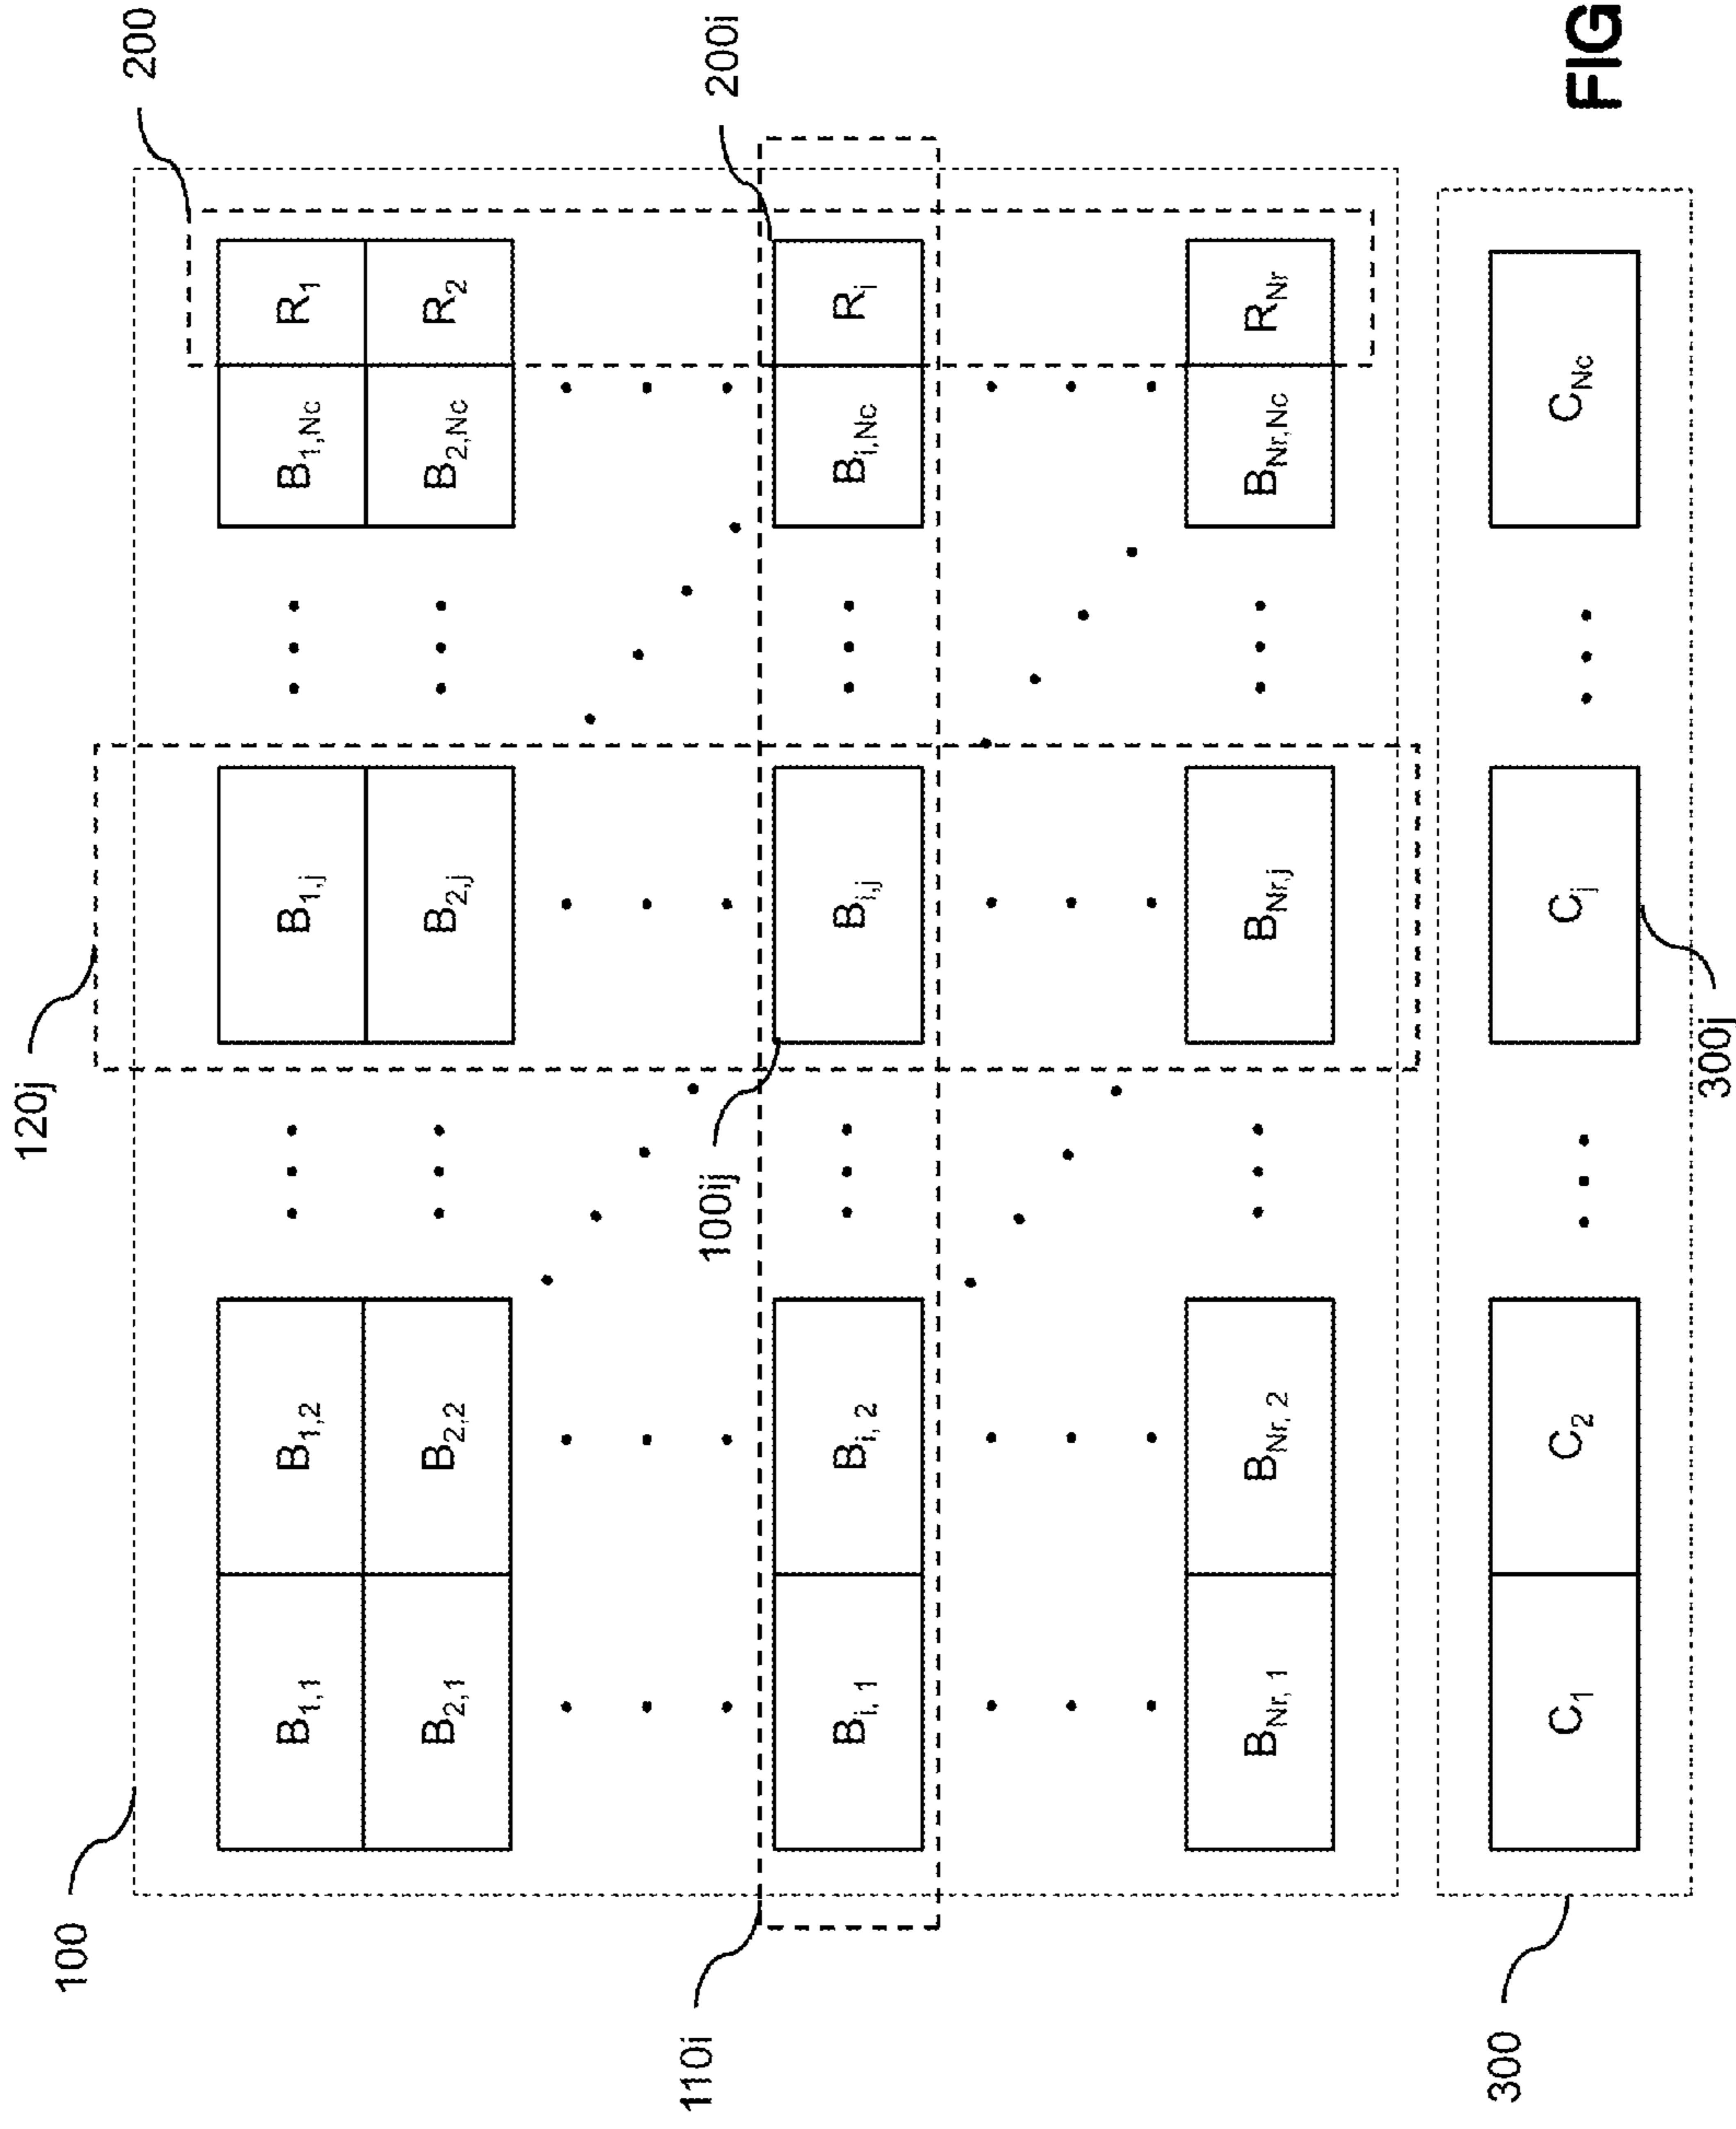 120j
100
200
B1,1 B1,2 B1,j B1,Nc R1
B2,1 B2,2 B2,j B2,Nc R2
110i
100ij
200i
Bi, 1 Bi, 2 Bi,j Bi,Nc Ri
BNr, 1 BNr, 2 BNr,j BNr,Nc RNr
300
C1 C2 Cj CNc
300j
FIG